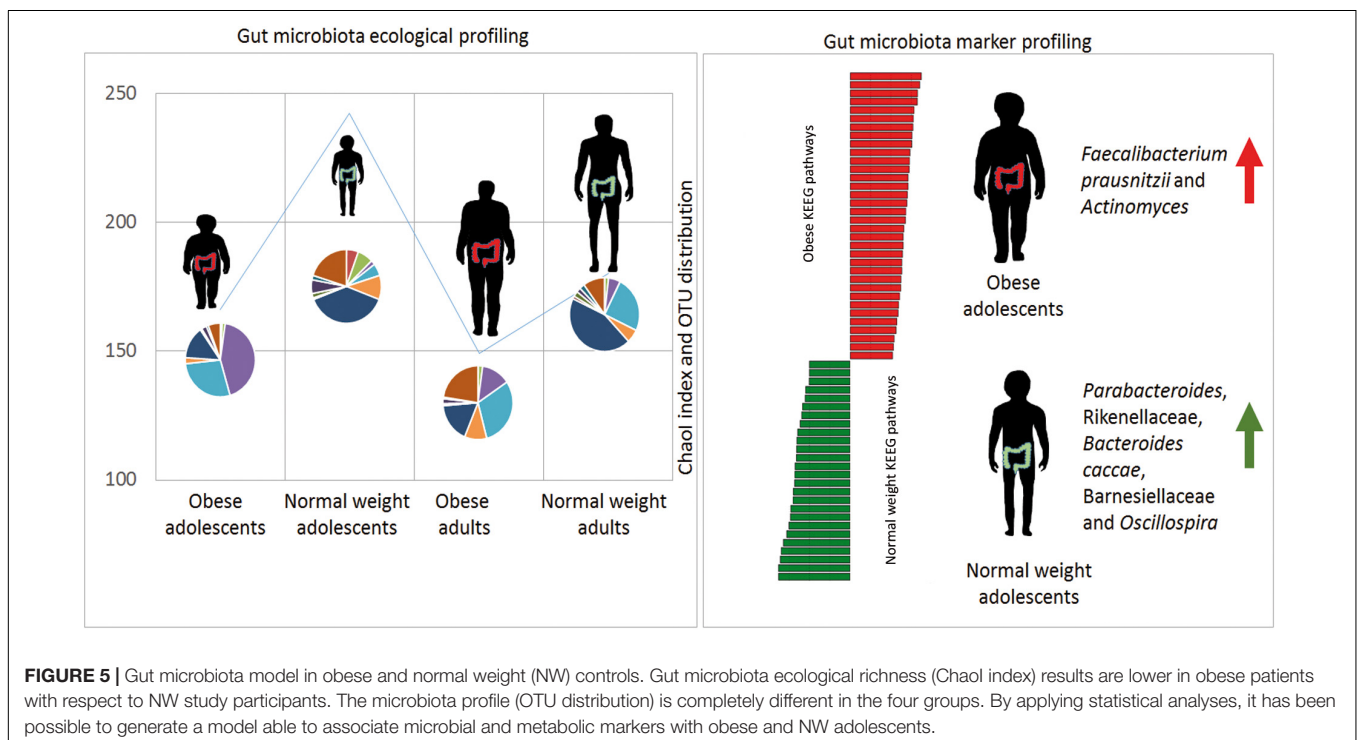 Gut microbiota ecological profiling
250
200
150
100
Obese
adolescents
Normal weight
adolescents
Obese
adults
Normal weight
adults
Chaol index and OTU distribution
Gut microbiota marker profiling
Obese KEEG pathways
Normal weight KEEG pathways
Faecalibacterium
prausnitzii and
Actinomyces
Obese
adolescents
Parabacteroides,
Rikenellaceae,
Bacteroides
caccae,
Barnesiellaceae
and Oscillospira
Normal weight
adolescents
FIGURE 5 | Gut microbiota model in obese and normal weight (NW) controls. Gut microbiota ecological richness (Chaol index) results are lower in obese patients
with respect to NW study participants. The microbiota profile (OTU distribution) is completely different in the four groups. By applying statistical analyses, it has been
possible to generate a model able to associate microbial and metabolic markers with obese and NW adolescents.